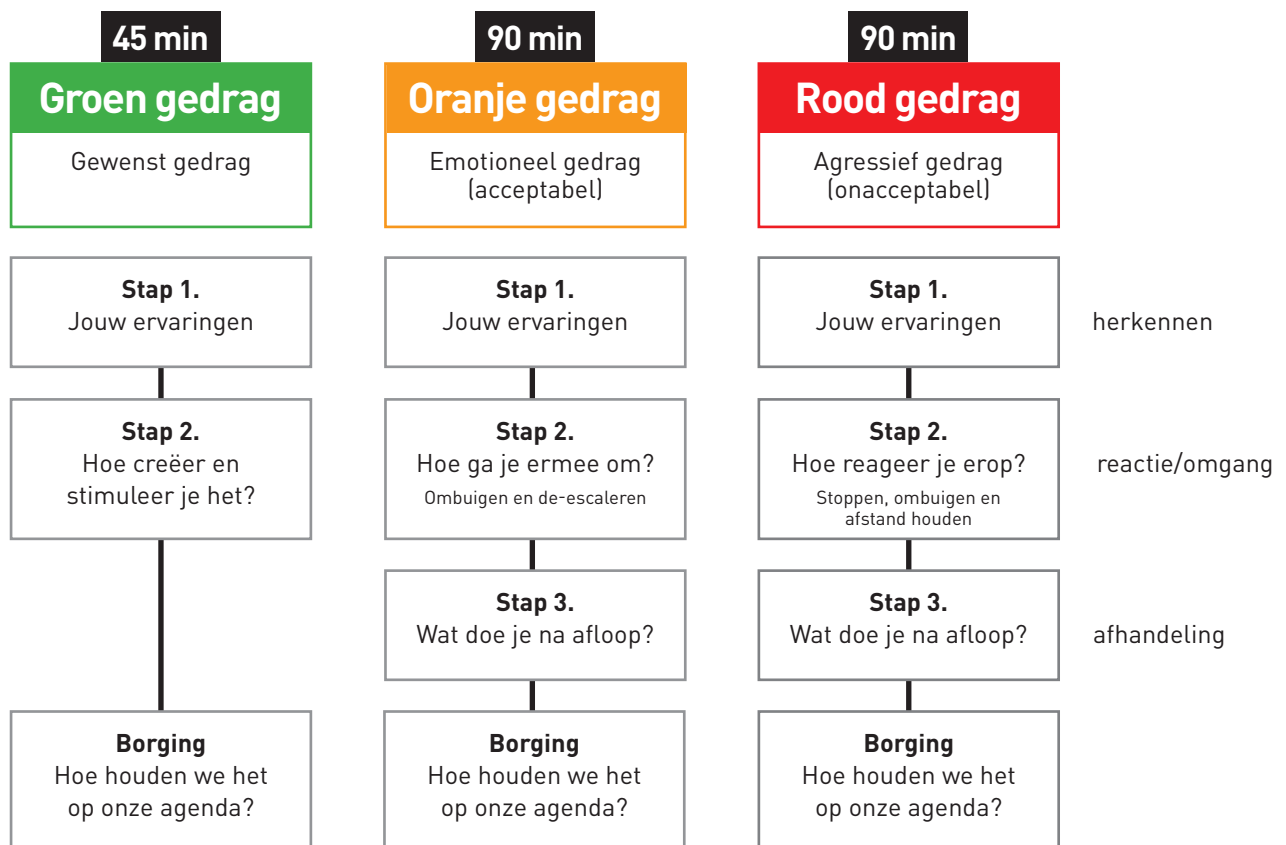 45 min
Groen gedrag
Gewenst gedrag
Stap 1.
Jouw ervaringen
Stap 2.
Hoe creëer en
stimuleer je het?
Borging
Hoe houden we het
op onze agenda?
90 min
Oranje gedrag
Emotioneel gedrag
(acceptabel)
Stap 1.
Jouw ervaringen
Stap 2.
Hoe ga je ermee om?
Ombuigen en de-escaleren
Stap 3.
Wat doe je na afloop?
Borging
Hoe houden we het
op onze agenda?
90 min
Rood gedrag
Agressief gedrag
(onacceptabel)
Stap 1.
Jouw ervaringen
Stap 2.
Hoe reageer je erop?
Stoppen, ombuigen en
afstand houden
Stap 3.
Wat doe je na afloop?
Borging
Hoe houden we het
op onze agenda?
herkennen
reactie/omgang
afhandeling